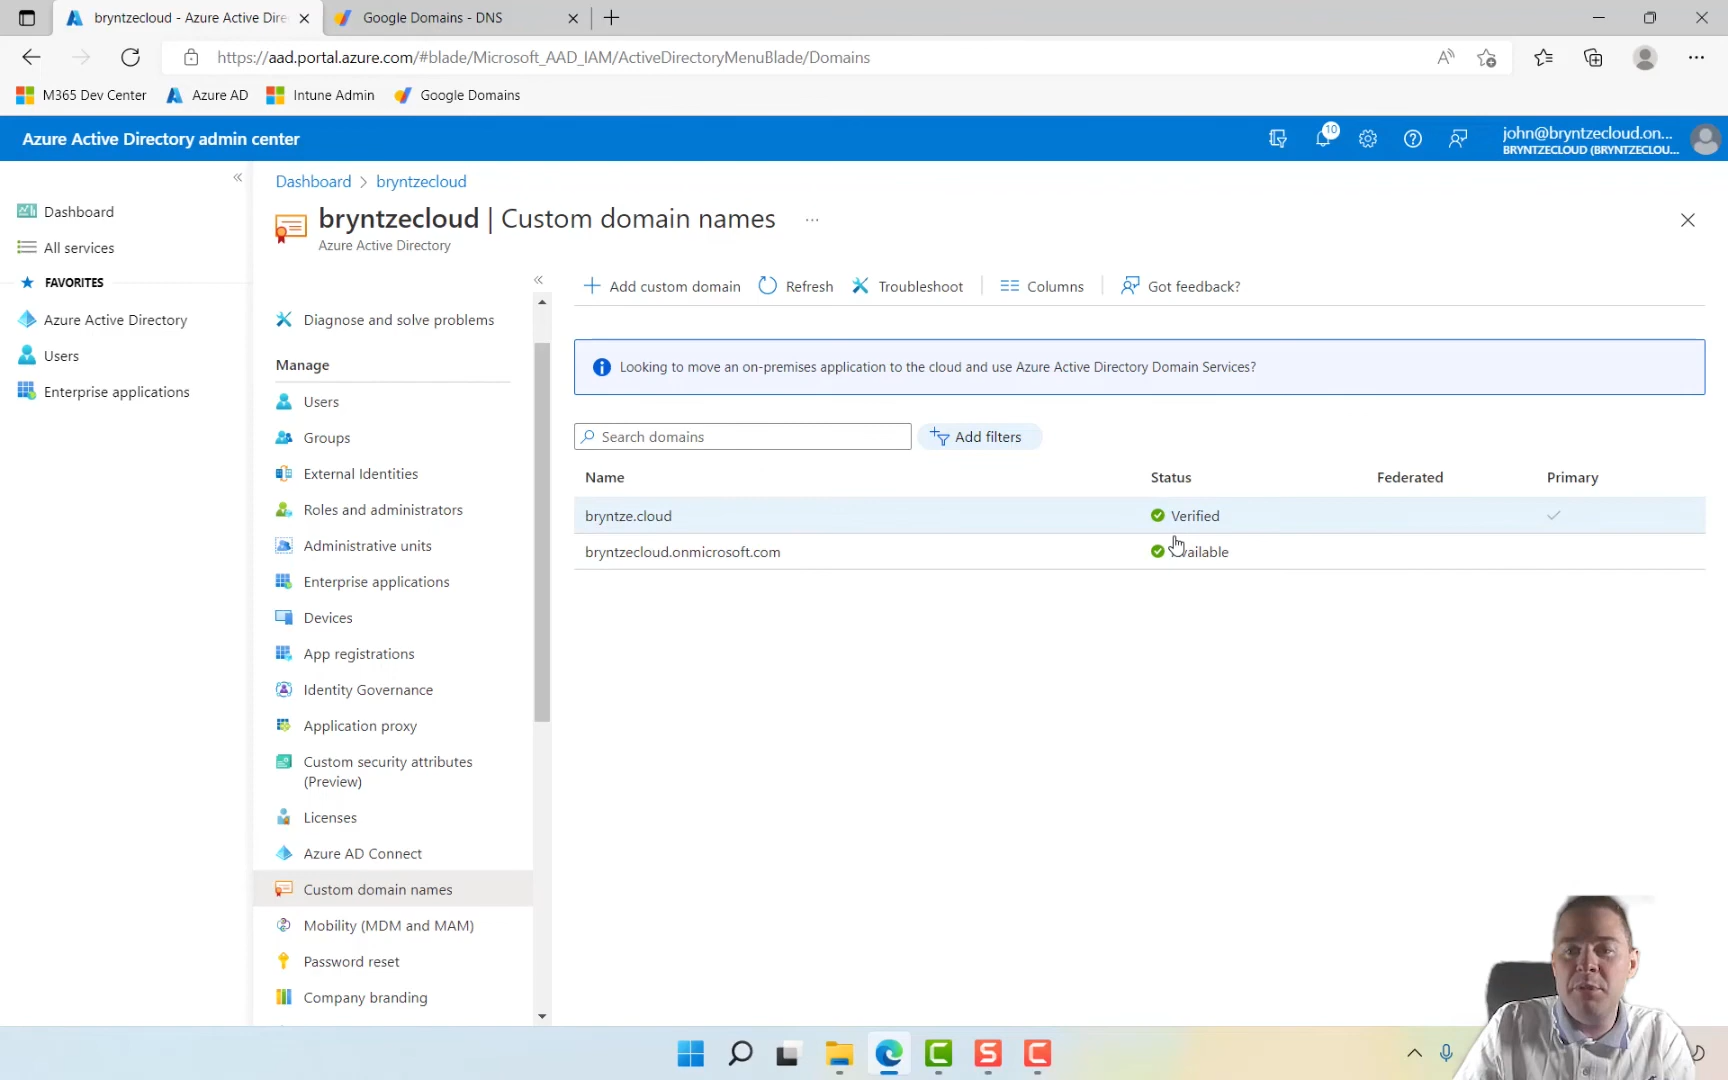 bryntzecloud - Azure Active Dire
Google Domains - DNS
https://aad.portal.azure.com/#blade/Microsoft_AAD_IAM/ActiveDirectoryMenuBlade/Domains
M365 Dev Center
Azure AD
Intune Admin
Google Domains
Azure Active Directory admin center
10
john@bryntzecloud.on...
BRYNTZECLOUD (BRYNTZECLOU...
Dashboard
All services
FAVORITES
Azure Active Directory
Users
Enterprise applications
Dashboard > bryntzecloud
bryntzecloud | Custom domain names ...
Azure Active Directory
Diagnose and solve problems
Manage
Users
Groups
External Identities
Roles and administrators
Administrative units
Enterprise applications
Devices
App registrations
Identity Governance
Application proxy
Custom security attributes
(Preview)
Licenses
Azure AD Connect
Custom domain names
Mobility (MDM and MAM)
Password reset
Company branding
Add custom domain
Refresh
Troubleshoot
Columns
Got feedback?
Looking to move an on-premises application to the cloud and use Azure Active Directory Domain Services?
Search domains
Add filters
Name Status Federated Primary
bryntze.cloud Verified
bryntzecloud.onmicrosoft.com Available